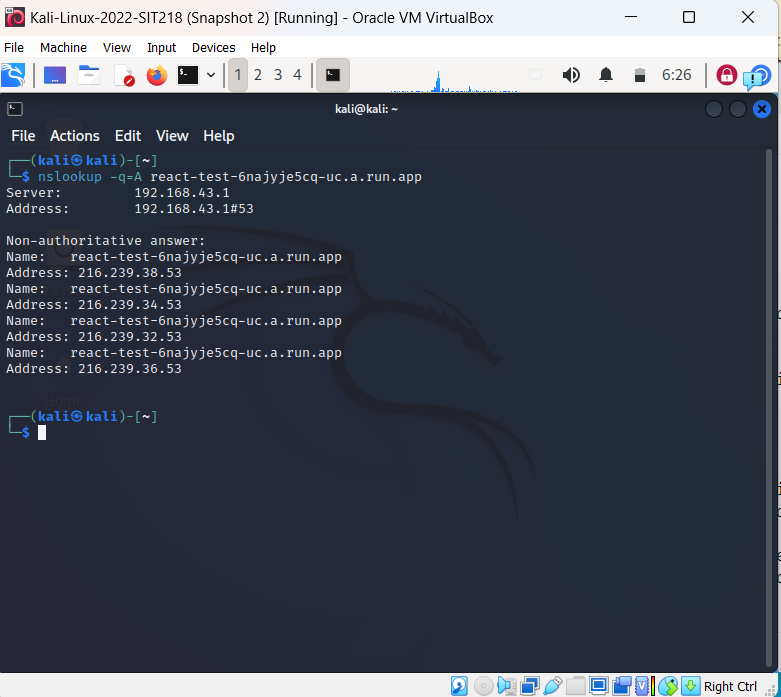 Kali-Linux-2022-SIT218 (Snapshot 2) [Running] - Oracle VM VirtualBox
File Machine View Input Devices Help
1 2 3 4 6:26
kali@kali: ~
File Actions Edit View Help
┌──(kali㉿kali)-[~]
└─$ nslookup -q=A react-test-6najyje5cq-uc.a.run.app
Server: 192.168.43.1
Address: 192.168.43.1#53
Non-authoritative answer:
Name: react-test-6najyje5cq-uc.a.run.app
Address: 216.239.38.53
Name: react-test-6najyje5cq-uc.a.run.app
Address: 216.239.34.53
Name: react-test-6najyje5cq-uc.a.run.app
Address: 216.239.32.53
Name: react-test-6najyje5cq-uc.a.run.app
Address: 216.239.36.53
Home
┌──(kali㉿kali)-[~]
└─$
Right Ctrl